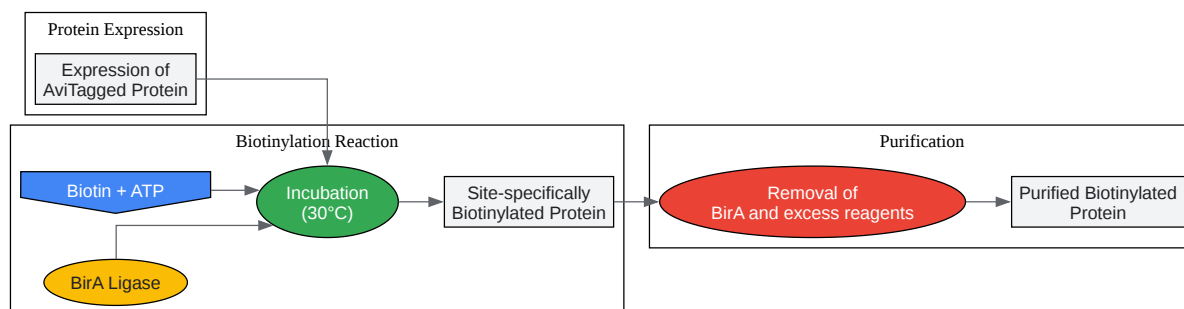 Protein Expression
Expression of
AviTagged Protein
Biotinylation Reaction
Biotin + ATP
BirA Ligase
Incubation
(30°C)
Site-specifically
Biotinylated Protein
Purification
Removal of
BirA and excess reagents
Purified Biotinylated
Protein